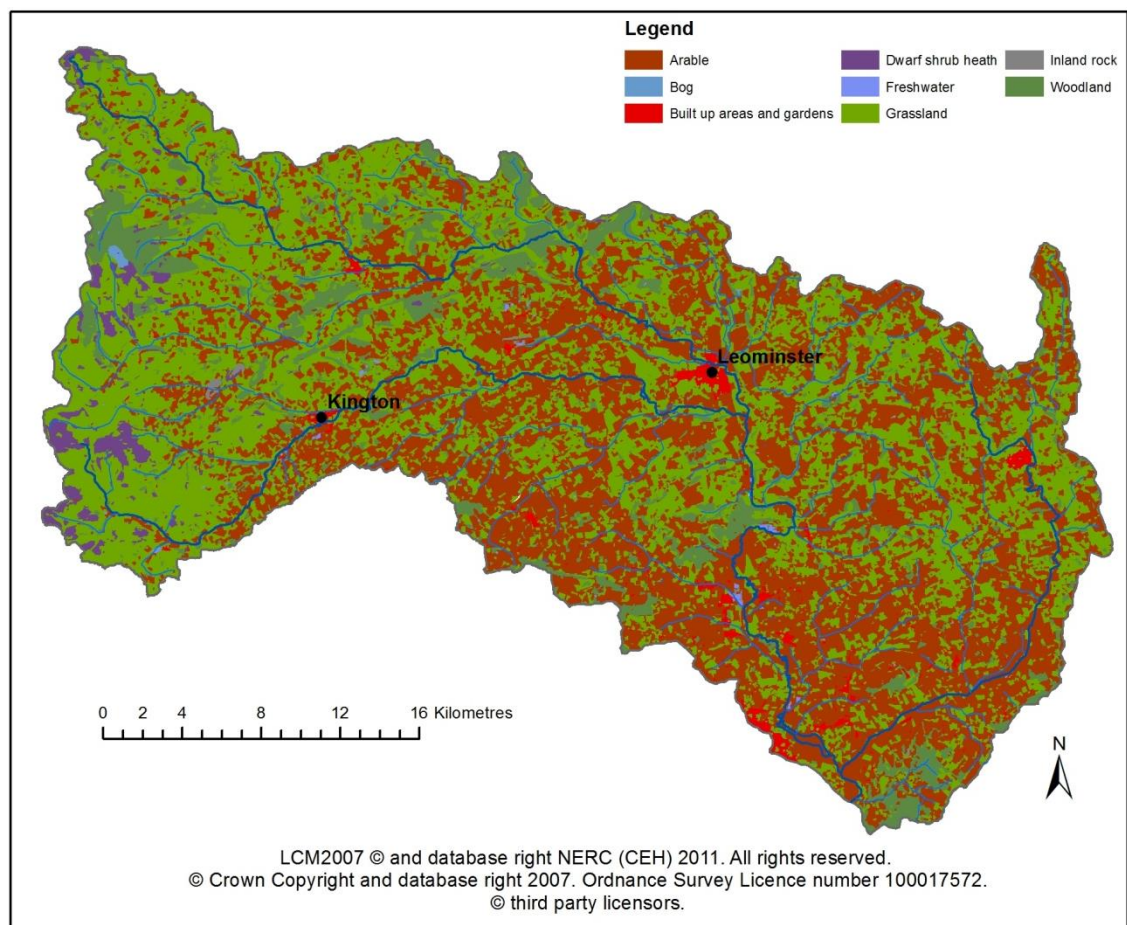 Legend
Arable
Dwarf shrub heath
Inland rock
Bog
Freshwater
Woodland
Built up areas and gardens
Grassland
Leominster
Kington
0 2 4 8 12 16 Kilometres
N
LCM2007 © and database right NERC (CEH) 2011. All rights reserved.
© Crown Copyright and database right 2007. Ordnance Survey Licence number 100017572.
© third party licensors.